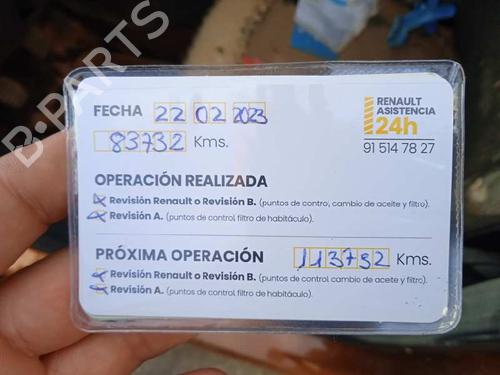 B-PARTS
FECHA 22 02 2023
83732 Kms.
RENAULT
ASISTENCIA
24h
91 514 78 27
OPERACIÓN REALIZADA
Revisión Renault o Revisión B. (puntos de contro, cambio de aceite y filtro).
Revisión A. (puntos de control filtro de habitáculo).
PRÓXIMA OPERACIÓN 113732 Kms.
Revisión Renault o Revisión B. (puntos de control cambio de aceite y filtro).
Revisión A. (puntos de control, filtro de habitáculo).